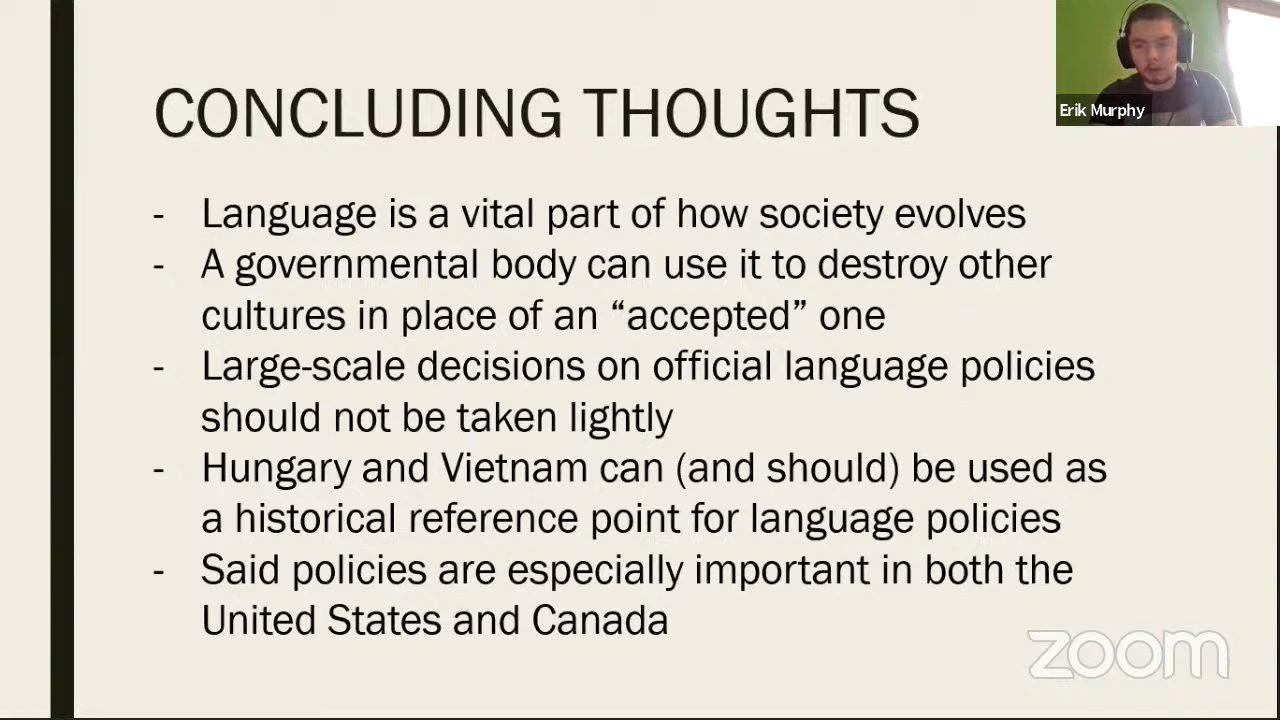 CONCLUDING THOUGHTS
Erik Murphy
- Language is a vital part of how society evolves
- A governmental body can use it to destroy other
cultures in place of an “accepted” one
- Large-scale decisions on official language policies
should not be taken lightly
- Hungary and Vietnam can (and should) be used as
a historical reference point for language policies
- Said policies are especially important in both the
United States and Canada
zoom